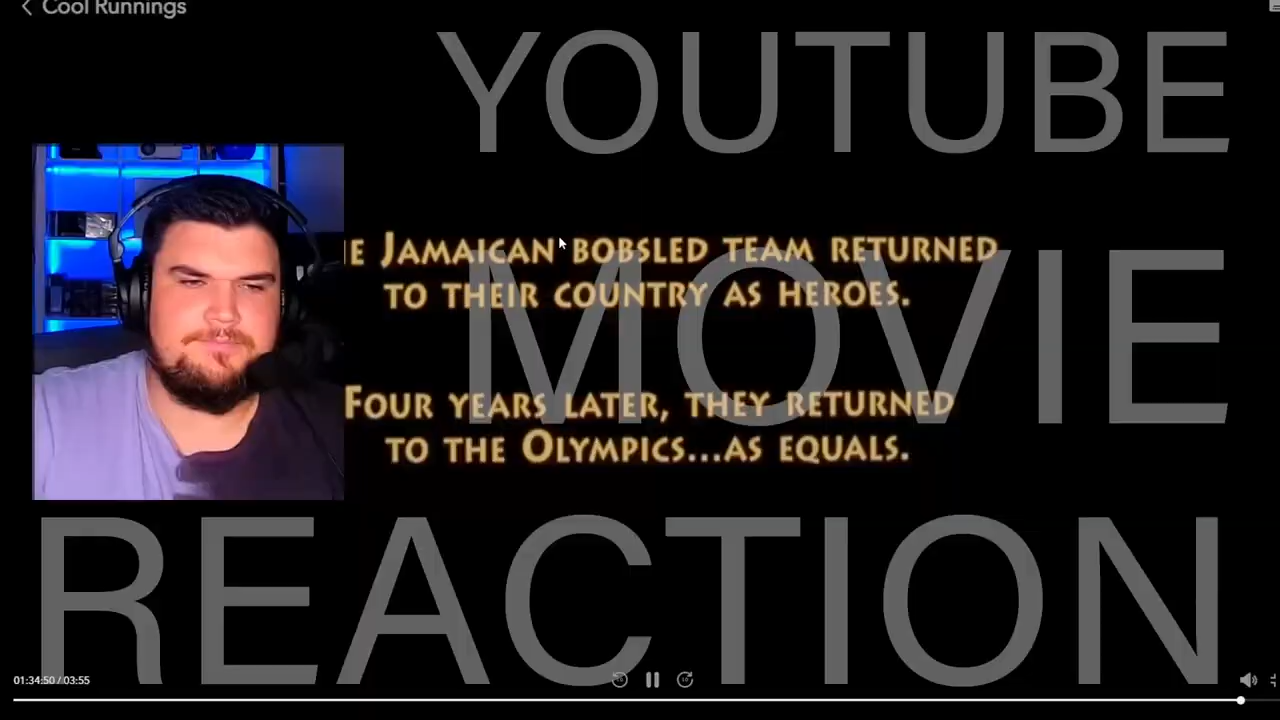 Cool Runnings
YOUTUBE
E JAMAICAN BOBSLED TEAM RETURNED
TO THEIR COUNTRY AS HEROES.
MOVIE
FOUR YEARS LATER, THEY RETURNED
TO THE OLYMPICS...AS EQUALS.
REACTION
01:34:50 / 03:55